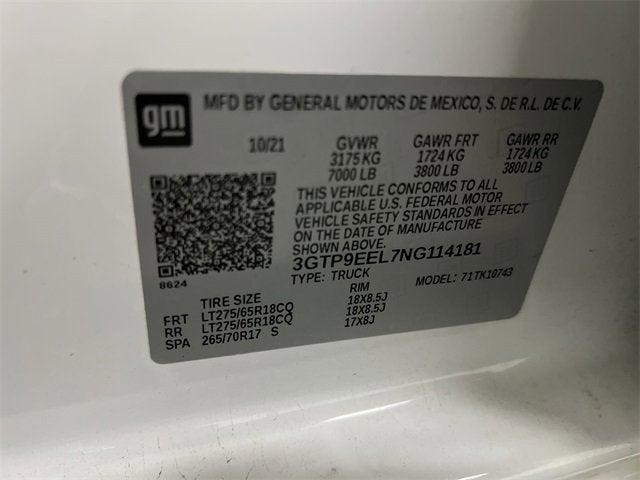 gm
MFD BY GENERAL MOTORS DE MEXICO, S. DE R.L. DE C.V.
10/21 GVWR GAWR FRT GAWR RR
3175 KG 1724 KG 1724 KG
7000 LB 3800 LB 3800 LB
THIS VEHICLE CONFORMS TO ALL
APPLICABLE U.S. FEDERAL MOTOR
VEHICLE SAFETY STANDARDS IN EFFECT
ON THE DATE OF MANUFACTURE
SHOWN ABOVE.
3GTP9EEL7NG114181
8624
TYPE: TRUCK MODEL: 71TK10743
TIRE SIZE RIM
FRT LT275/65R18CQ 18X8.5J
RR LT275/65R18CQ 18X8.5J
SPA 265/70R17 S 17X8J